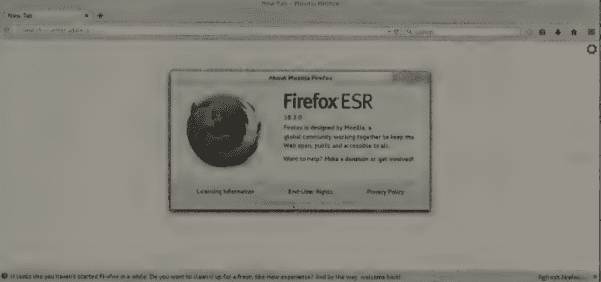 New Tab - Mozilla Firefox
New Tab
Search
About Mozilla Firefox
Firefox ESR
38.2.0
Firefox is designed by Mozilla, a
global community working together to keep the
Web open, public and accessible to all.
Want to help? Make a donation or get involved!
Licensing Information
End-User Rights
Privacy Policy
It looks like you haven't started Firefox in a while. Do you want to clean it up for a fresh, like-new experience? And by the way, welcome back!
Refresh Firefox...